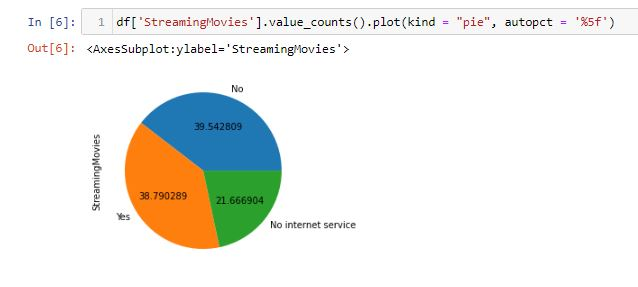 In [6]: 1 df['StreamingMovies'].value_counts().plot(kind = "pie", autopct = '%5f')
Out[6]: <AxesSubplot:ylabel='StreamingMovies'>
No
39.542809
StreamingMovies
38.790289
21.666904
Yes
No internet service